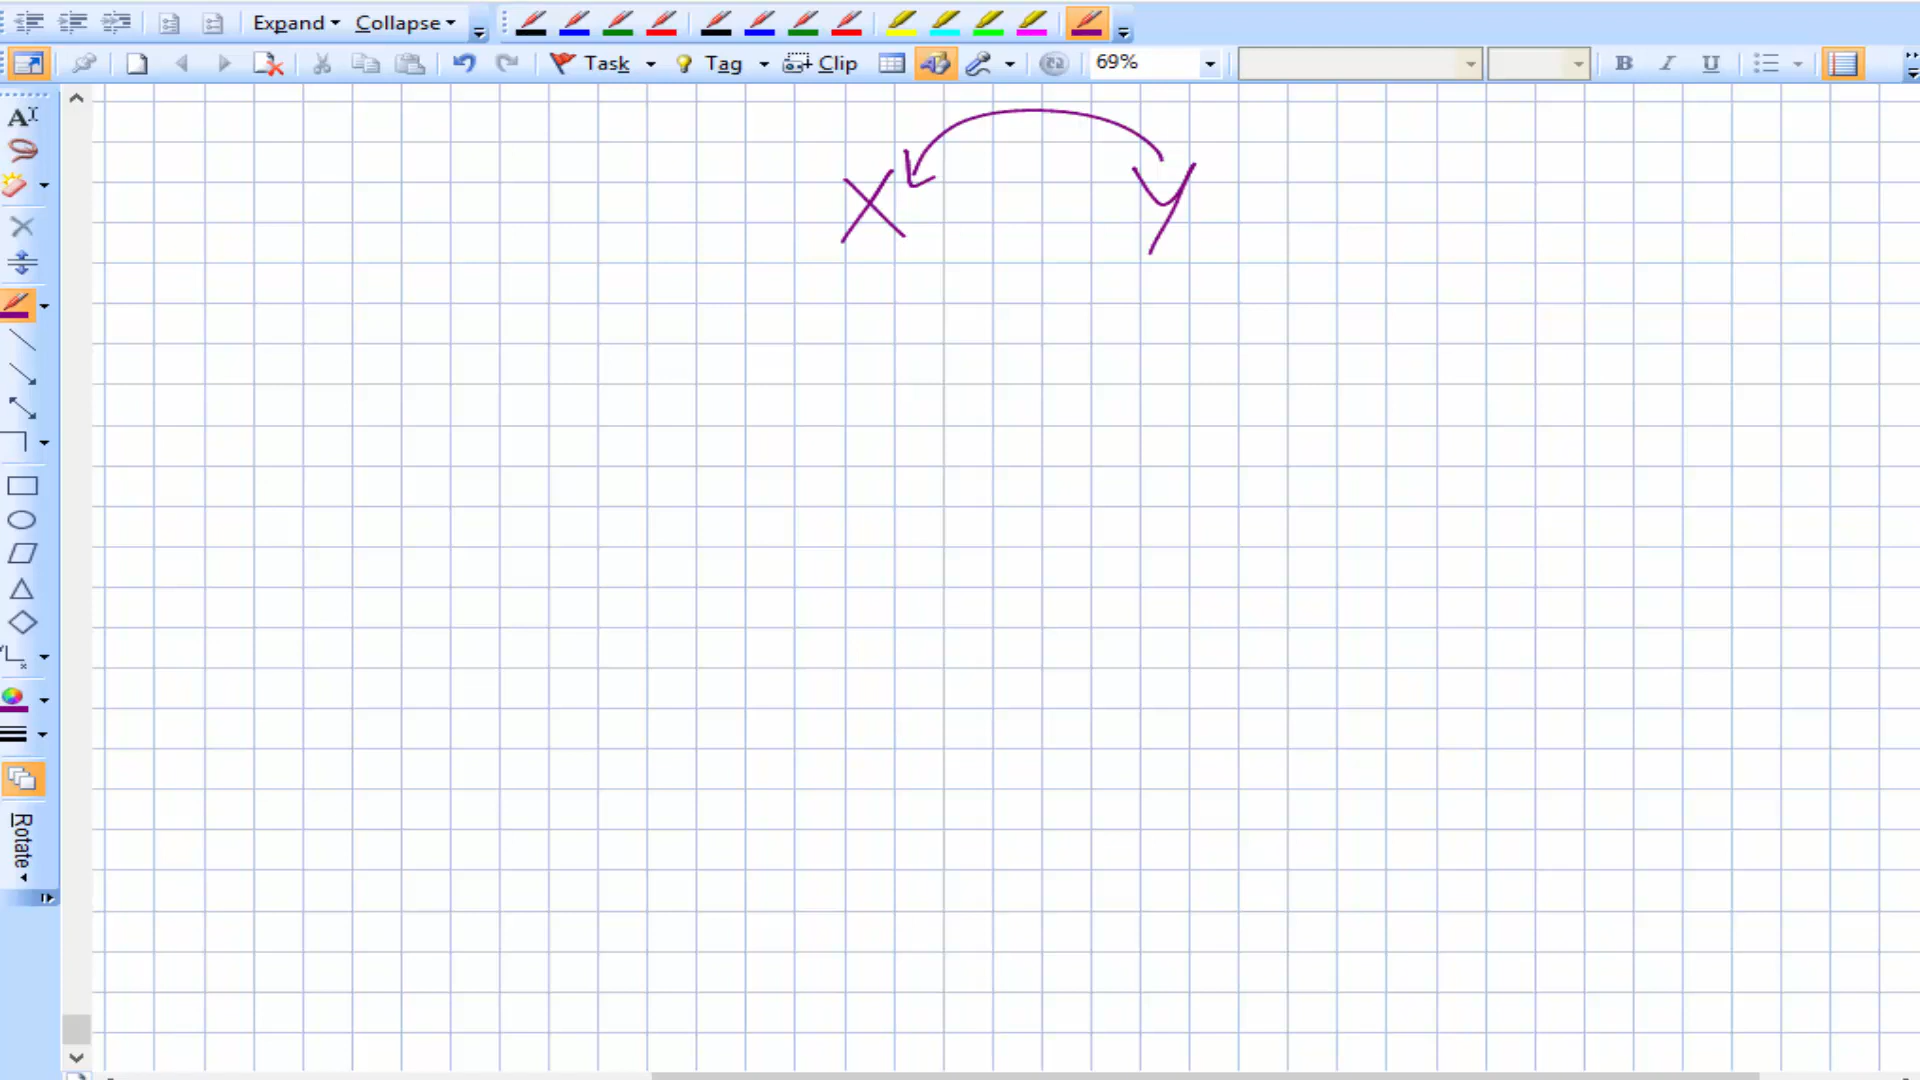 Expand Collapse
Task Tag Clip 69% B I U
A
X Y
Rotate